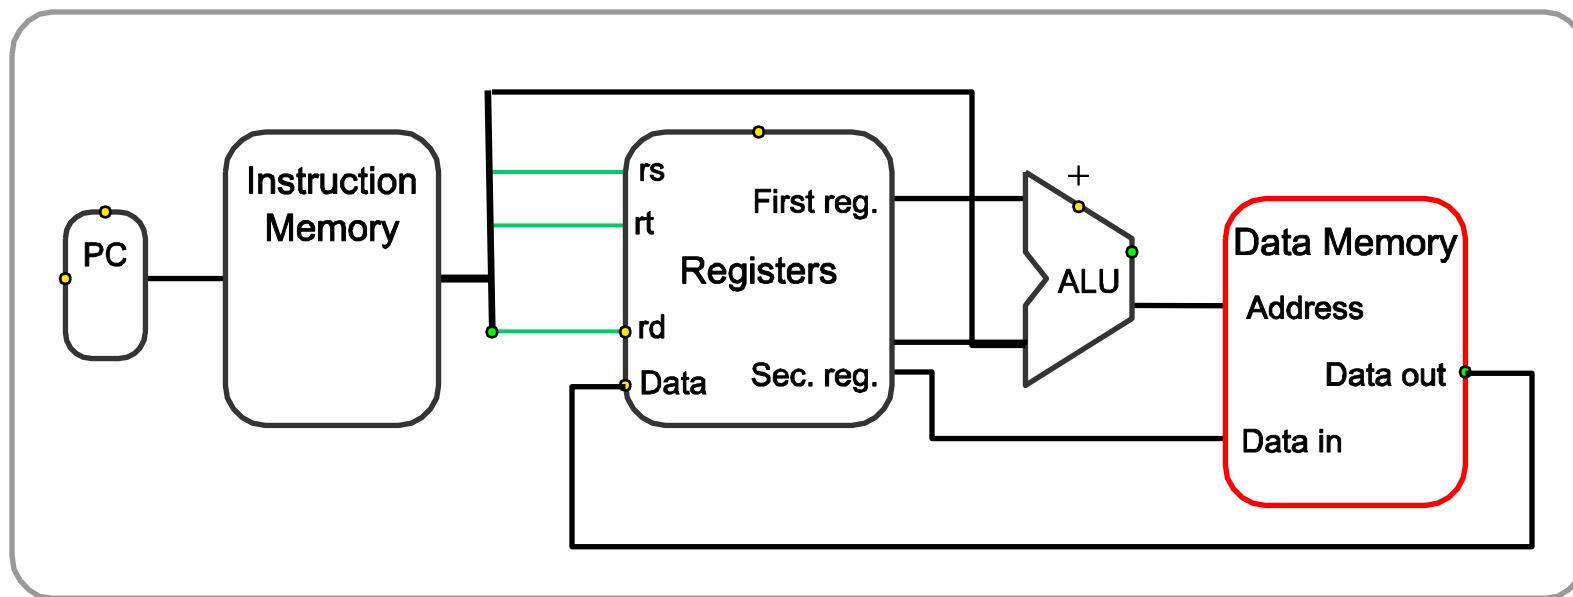 PC
Instruction
Memory
rs
rt
rd
Data
Registers
First reg.
Sec. reg.
+
ALU
Data Memory
Address
Data out
Data in